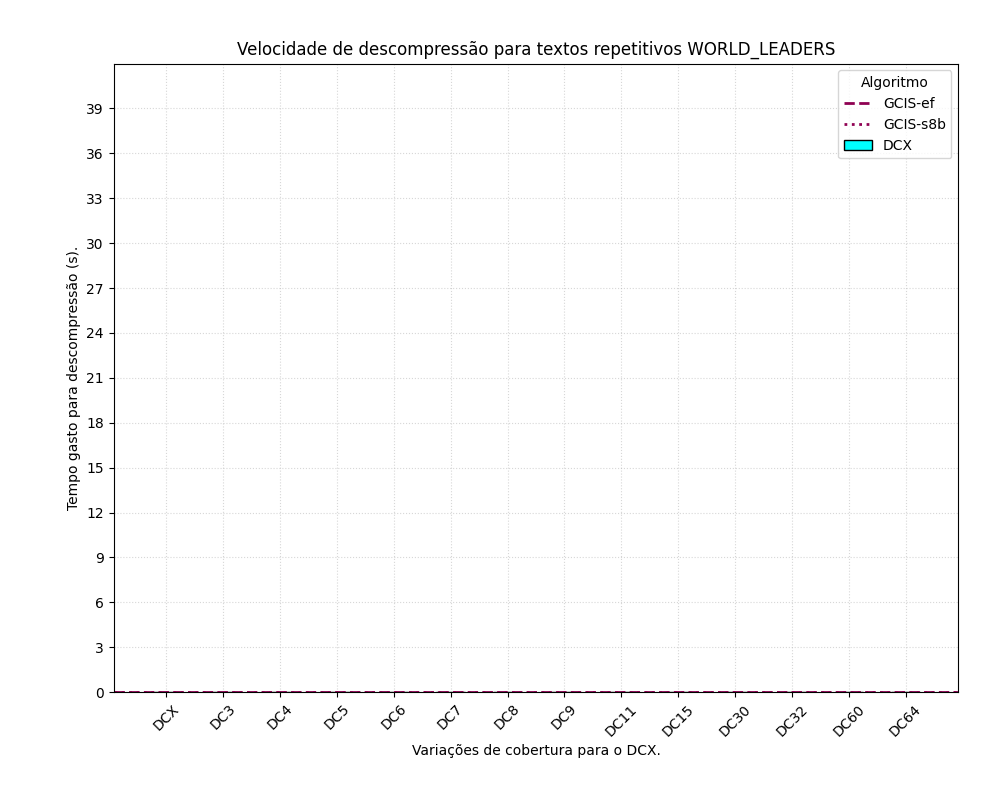 Velocidade de descompressão para textos repetitivos WORLD_LEADERS
Algoritmo
GCIS-ef
GCIS-s8b
DCX
Tempo gasto para descompressão (s).
39
36
33
30
27
24
21
18
15
12
9
6
3
0
DCX
DC3
DC4
DC5
DC6
DC7
DC8
DC9
DC11
DC15
DC30
DC32
DC60
DC64
Variações de cobertura para o DCX.